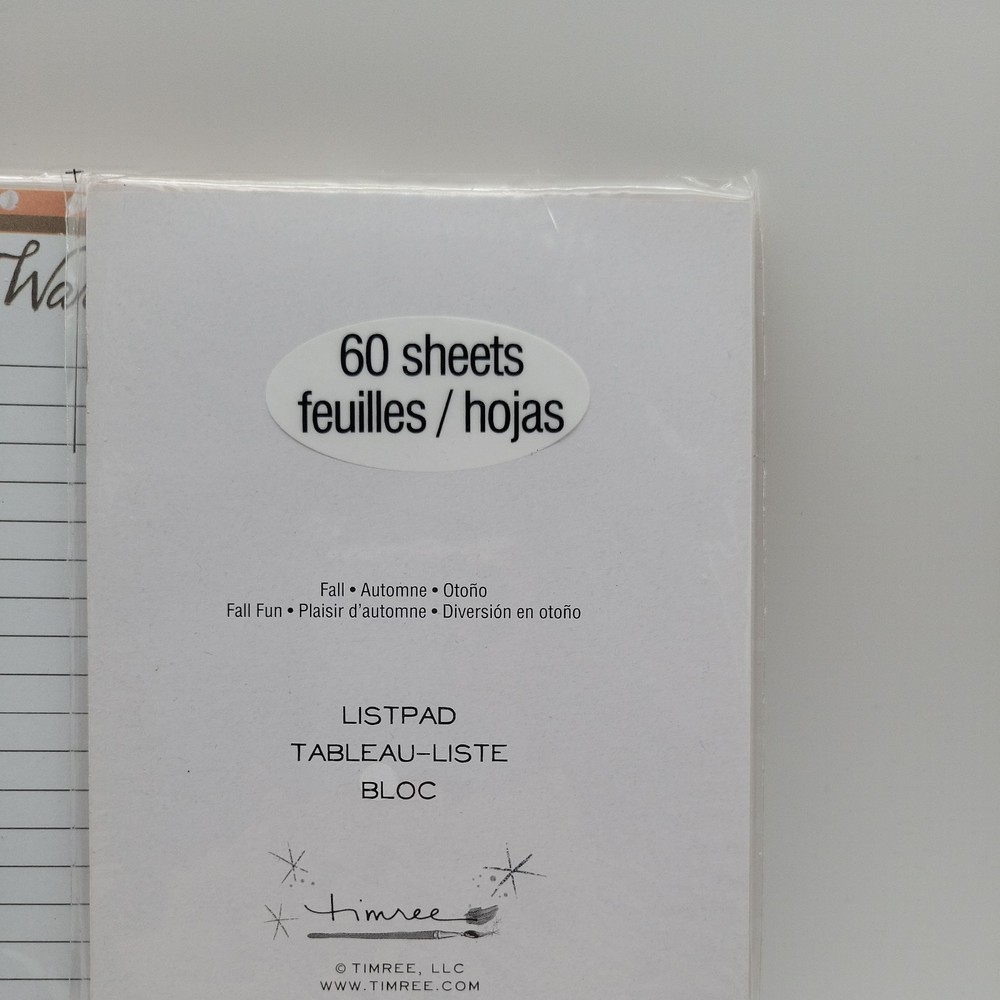 60 sheets
feuilles / hojas
Fall • Automne • Otoño
Fall Fun • Plaisir d'automne • Diversión en otoño
LISTPAD
TABLEAU-LISTE
BLOC
timree
© TIMREE, LLC
WWW.TIMREE.COM